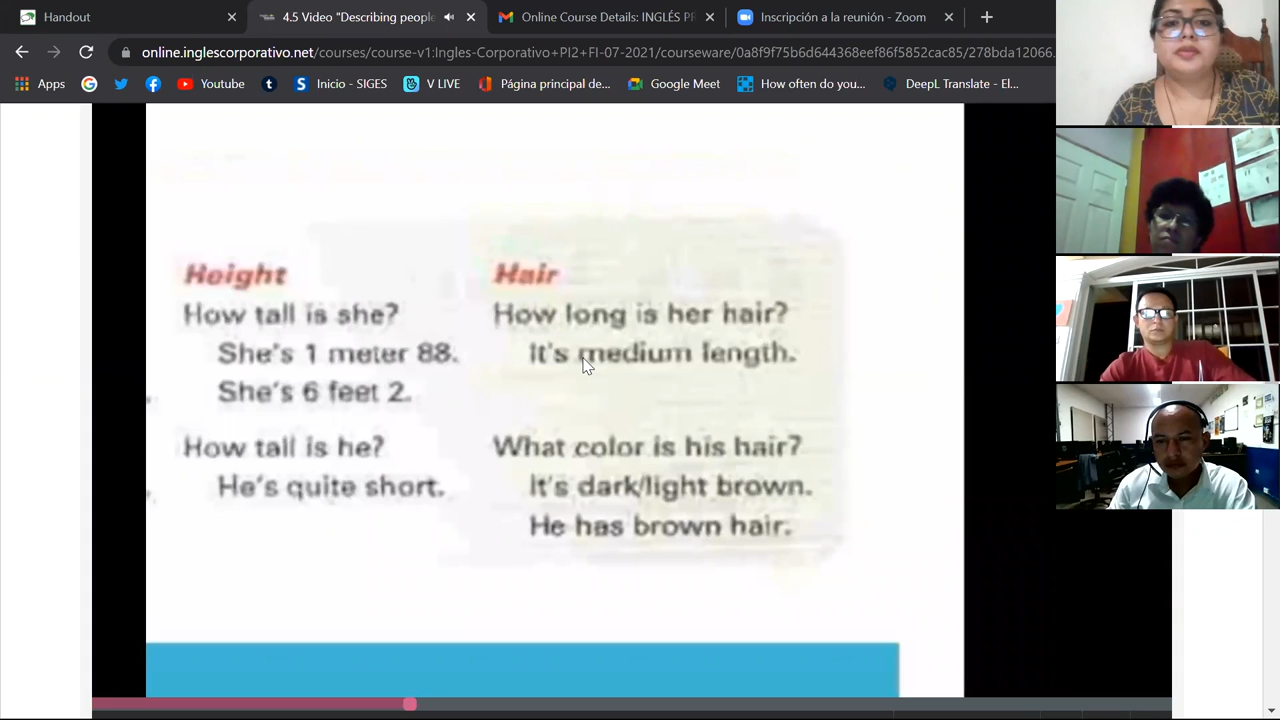 Handout
4.5 Video "Describing people
Online Course Details: INGLÉS PR
Inscripción a la reunión - Zoom
online.inglescorporativo.net/courses/course-v1:Ingles-Corporativo+PI2+FI-07-2021/courseware/0a8f9f75b6d644368eef86f5852cac85/278bda12066
Apps
Youtube
Inicio - SIGES
V LIVE
Página principal de...
Google Meet
How often do you...
DeepL Translate - El...
Height
How tall is she?
She's 1 meter 88.
She's 6 feet 2.
How tall is he?
He's quite short.
Hair
How long is her hair?
It's medium length.
What color is his hair?
It's dark/light brown.
He has brown hair.